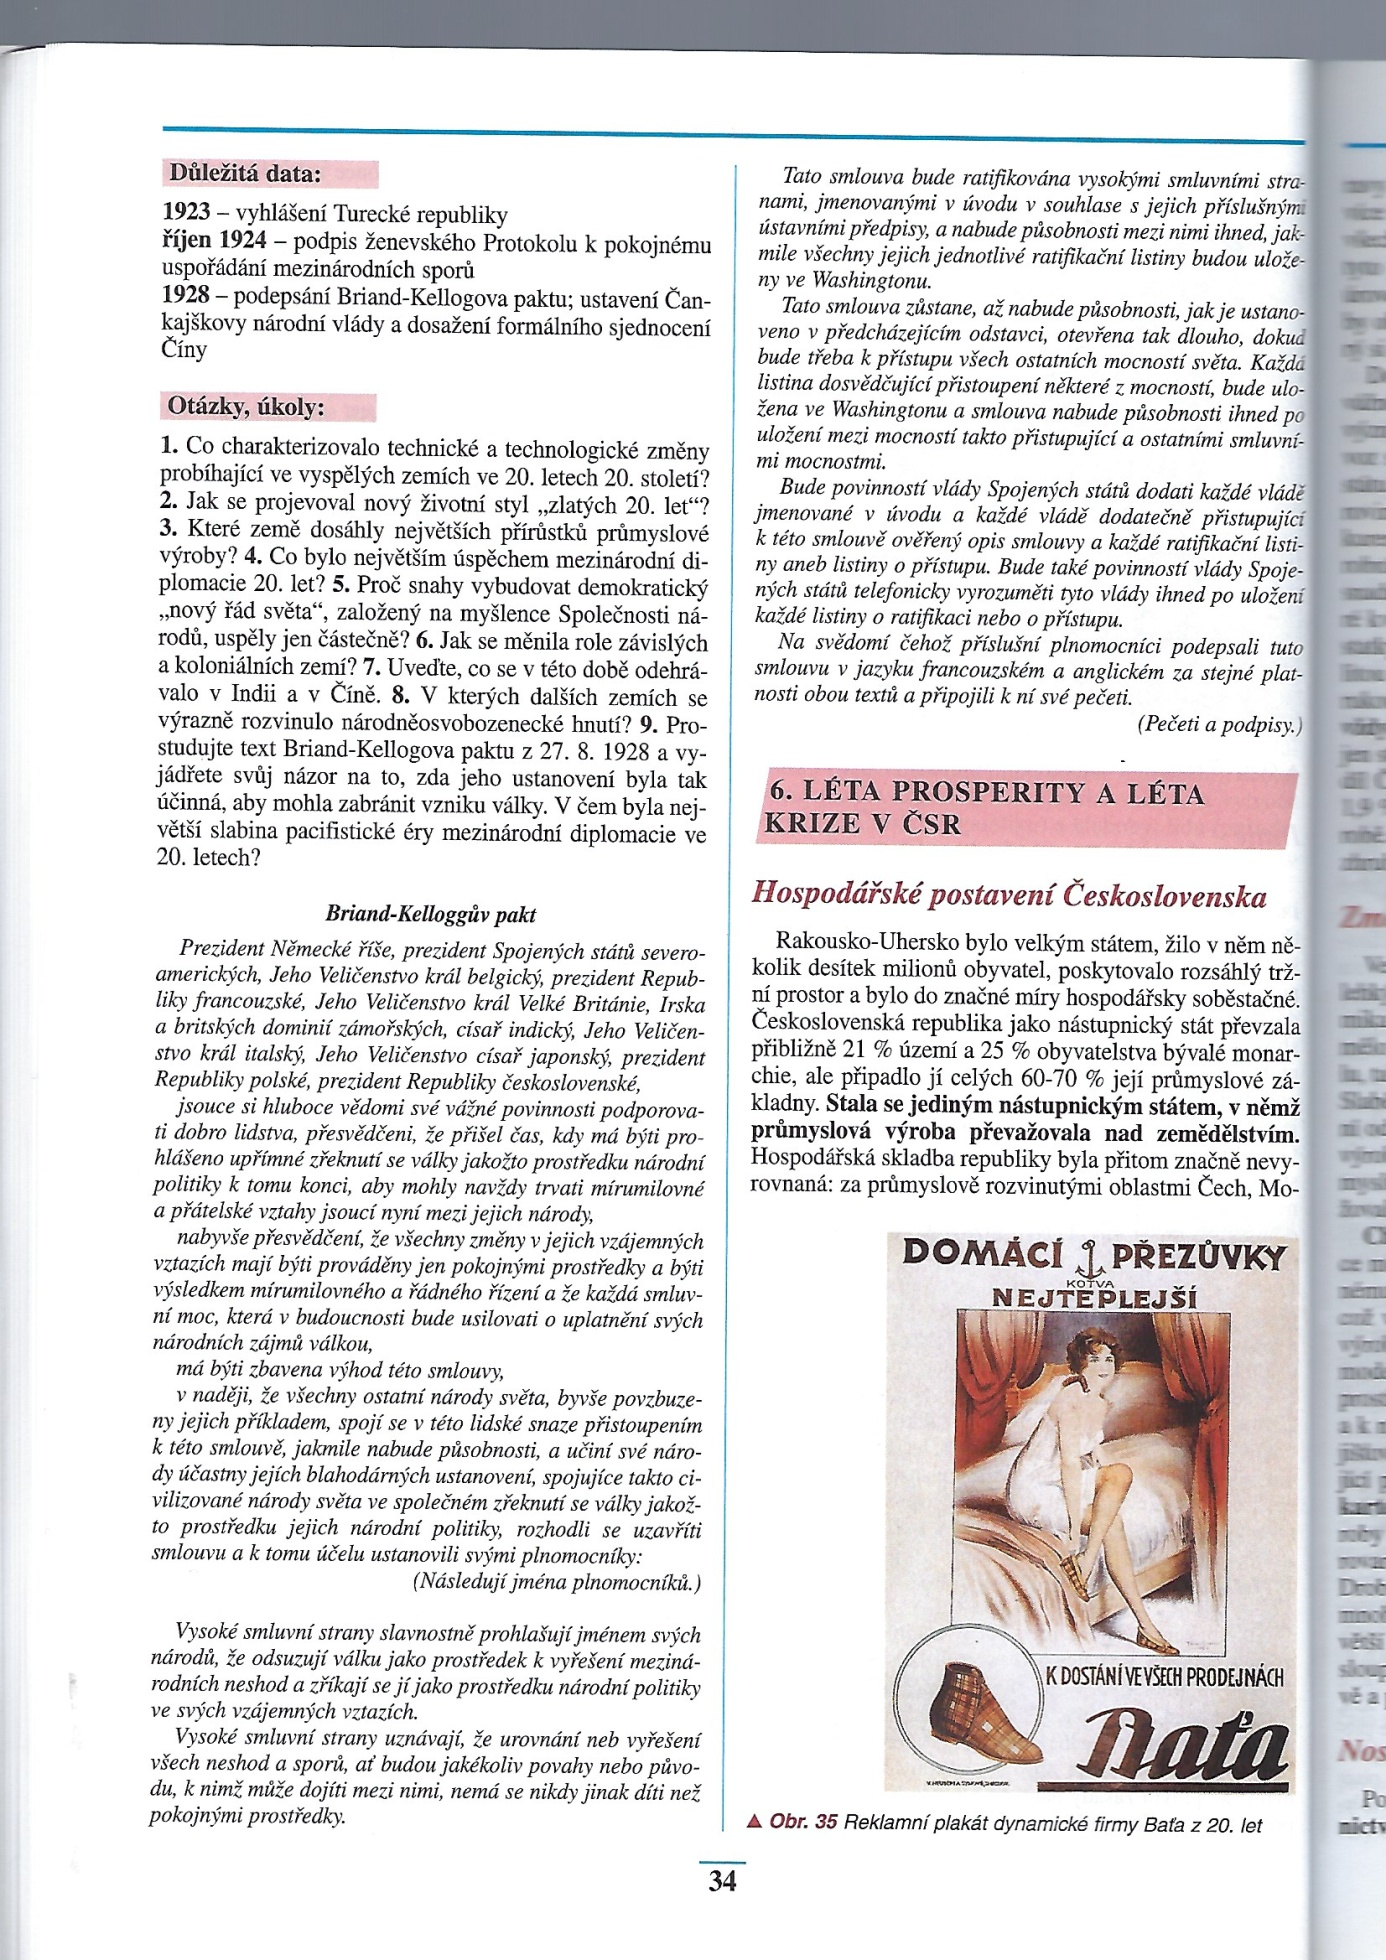 Důležitá data:
1923 – vyhlášení Turecké republiky
říjen 1924 – podpis ženevského Protokolu k pokojnému
uspořádání mezinárodních sporů
1928 – podepsání Briand-Kellogova paktu; ustavení Čan-
kajškovy národní vlády a dosažení formálního sjednocení
Číny
Otázky, úkoly:
1. Co charakterizovalo technické a technologické změny
probíhající ve vyspělých zemích ve 20. letech 20. století?
2. Jak se projevoval nový životní styl „zlatých 20. let“?
3. Které země dosáhly největších přírůstků průmyslové
výroby? 4. Co bylo největším úspěchem mezinárodní di-
plomacie 20. let? 5. Proč snahy vybudovat demokratický
„nový řád světa“, založený na myšlence Společnosti ná-
rodů, uspěly jen částečně? 6. Jak se měnila role závislých
a koloniálních zemí? 7. Uveďte, co se v této době odehrá-
valo v Indii a v Číně. 8. V kterých dalších zemích se
výrazně rozvinulo národněosvobozenecké hnutí? 9. Pro-
studujte text Briand-Kellogova paktu z 27. 8. 1928 a vy-
jádřete svůj názor na to, zda jeho ustanovení byla tak
účinná, aby mohla zabránit vzniku války. V čem byla nej-
větší slabina pacifistické éry mezinárodní diplomacie ve
20. letech?
Briand-Kelloggův pakt
Prezident Německé říše, prezident Spojených států severo-
amerických, Jeho Veličenstvo král belgický, prezident Repub-
liky francouzské, Jeho Veličenstvo král Velké Británie, Irska
a britských dominií zámořských, císař indický, Jeho Veličen-
stvo král italský, Jeho Veličenstvo císař japonský, prezident
Republiky polské, prezident Republiky československé,
jsouce si hluboce vědomi své vážné povinnosti podporova-
ti dobro lidstva, přesvědčeni, že přišel čas, kdy má býti pro-
hlášeno upřímné zřeknutí se války jakožto prostředku národní
politiky k tomu konci, aby mohly navždy trvati mírumilovné
a přátelské vztahy jsoucí nyní mezi jejich národy,
nabyvše přesvědčení, že všechny změny v jejich vzájemných
vztazích mají býti prováděny jen pokojnými prostředky a býti
výsledkem mírumilovného a řádného řízení a že každá smluv-
ní moc, která v budoucnosti bude usilovati o uplatnění svých
národních zájmů válkou,
má býti zbavena výhod této smlouvy,
v naději, že všechny ostatní národy světa, byvše povzbuze-
ny jejich příkladem, spojí se v této lidské snaze přistoupením
k této smlouvě, jakmile nabude působnosti, a učiní své náro-
dy účastny jejích blahodárných ustanovení, spojujíce takto ci-
vilizované národy světa ve společném zřeknutí se války jakož-
to prostředku jejich národní politiky, rozhodli se uzavříti
smlouvu a k tomu účelu ustanovili svými plnomocníky:
(Následují jména plnomocníků.)
Vysoké smluvní strany slavnostně prohlašují jménem svých
národů, že odsuzují válku jako prostředek k vyřešení meziná-
rodních neshod a zříkají se jí jako prostředku národní politiky
ve svých vzájemných vztazích.
Vysoké smluvní strany uznávají, že urovnání neb vyřešení
všech neshod a sporů, ať budou jakékoliv povahy nebo půvo-
du, k nimž může dojíti mezi nimi, nemá se nikdy jinak díti než
pokojnými prostředky.
Tato smlouva bude ratifikována vysokými smluvními stra-
nami, jmenovanými v úvodu v souhlase s jejich příslušnými
ústavními předpisy, a nabude působnosti mezi nimi ihned, jak-
mile všechny jejich jednotlivé ratifikační listiny budou ulože-
ny ve Washingtonu.
Tato smlouva zůstane, až nabude působnosti, jak je ustano-
veno v předcházejícím odstavci, otevřena tak dlouho, dokud
bude třeba k přístupu všech ostatních mocností světa. Každá
listina dosvědčující přistoupení některé z mocností, bude ulo-
žena ve Washingtonu a smlouva nabude působnosti ihned po
uložení mezi mocností takto přistupující a ostatními smluvní-
mi mocnostmi.
Bude povinností vlády Spojených států dodati každé vládě
jmenované v úvodu a každé vládě dodatečně přistupující
k této smlouvě ověřený opis smlouvy a každé ratifikační listi-
ny aneb listiny o přístupu. Bude také povinností vlády Spoje-
ných států telefonicky vyrozuměti tyto vlády ihned po uložení
každé listiny o ratifikaci nebo o přístupu.
Na svědomí čehož příslušní plnomocníci podepsali tuto
smlouvu v jazyku francouzském a anglickém za stejné plat-
nosti obou textů a připojili k ní své pečeti.
(Pečeti a podpisy.)
6. LÉTA PROSPERITY A LÉTA
KRIZE V ČSR
Hospodářské postavení Československa
Rakousko-Uhersko bylo velkým státem, žilo v něm ně-
kolik desítek milionů obyvatel, poskytovalo rozsáhlý trž-
ní prostor a bylo do značné míry hospodářsky soběstačné.
Československá republika jako nástupnický stát převzala
přibližně 21 % území a 25 % obyvatelstva bývalé monar-
chie, ale připadlo jí celých 60-70 % její průmyslové zá-
kladny. Stala se jediným nástupnickým státem, v němž
průmyslová výroba převažovala nad zemědělstvím.
Hospodářská skladba republiky byla přitom značně nevy-
rovnaná: za průmyslově rozvinutými oblastmi Čech, Mo-
DOMÁCÍ PŘEZŮVKY
KOTVA
NEJTEPLEJŠÍ
K DOSTÁNÍ VE VŠECH PRODEJNÁCH
Baťa
▲ Obr. 35 Reklamní plakát dynamické firmy Baťa z 20. let
34